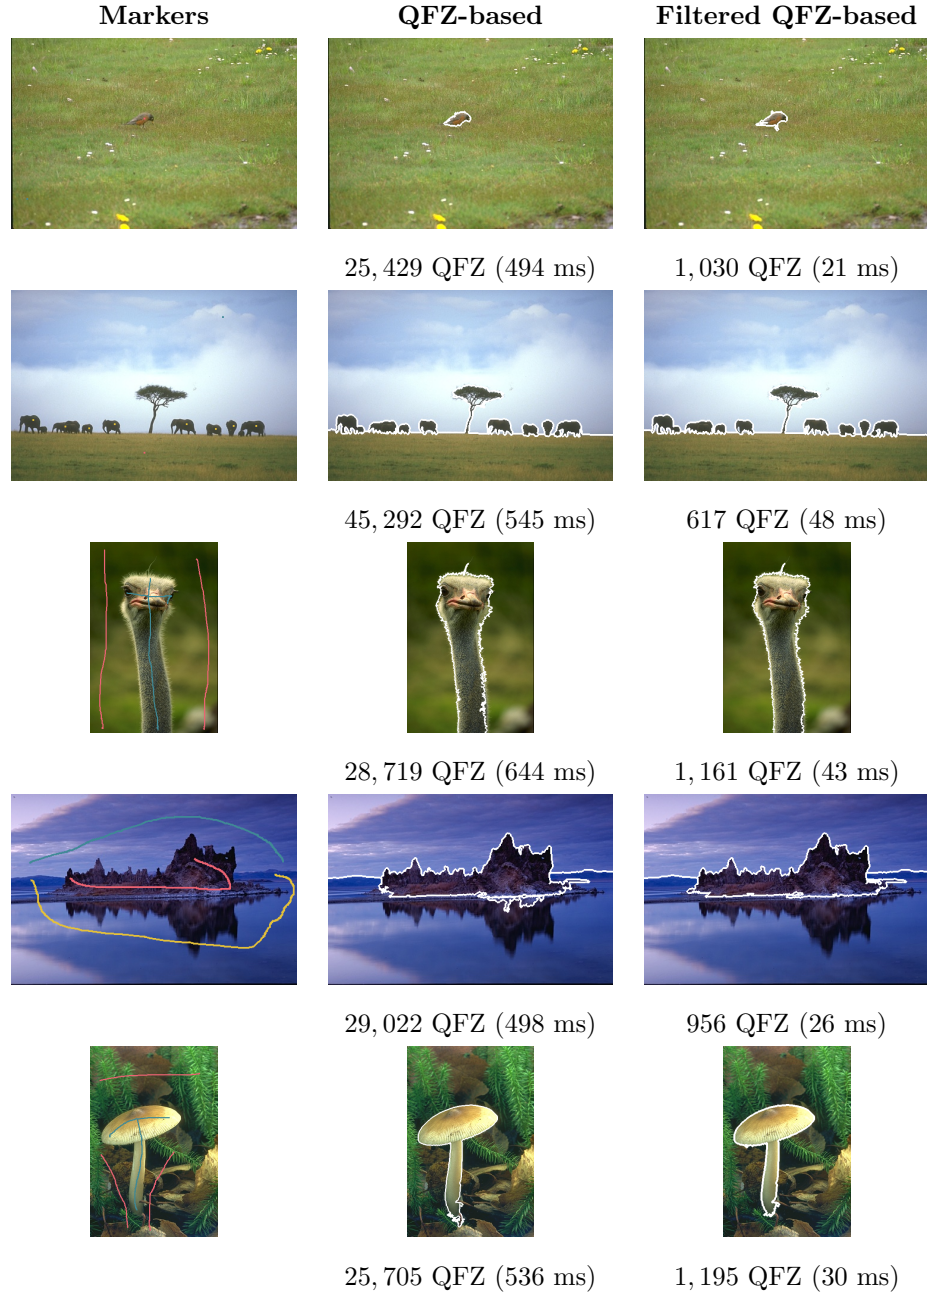 Markers QFZ-based Filtered QFZ-based
25, 429 QFZ (494 ms) 1, 030 QFZ (21 ms)
45, 292 QFZ (545 ms) 617 QFZ (48 ms)
28, 719 QFZ (644 ms) 1, 161 QFZ (43 ms)
29, 022 QFZ (498 ms) 956 QFZ (26 ms)
25, 705 QFZ (536 ms) 1, 195 QFZ (30 ms)